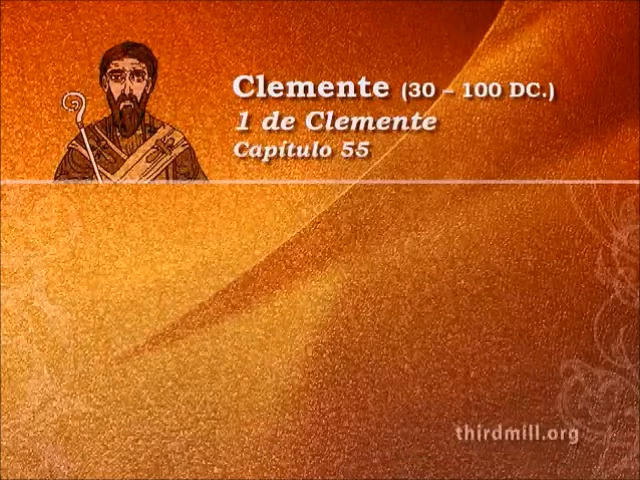 Clemente (30 – 100 DC.)
1 de Clemente
Capítulo 55
thirdmill.org